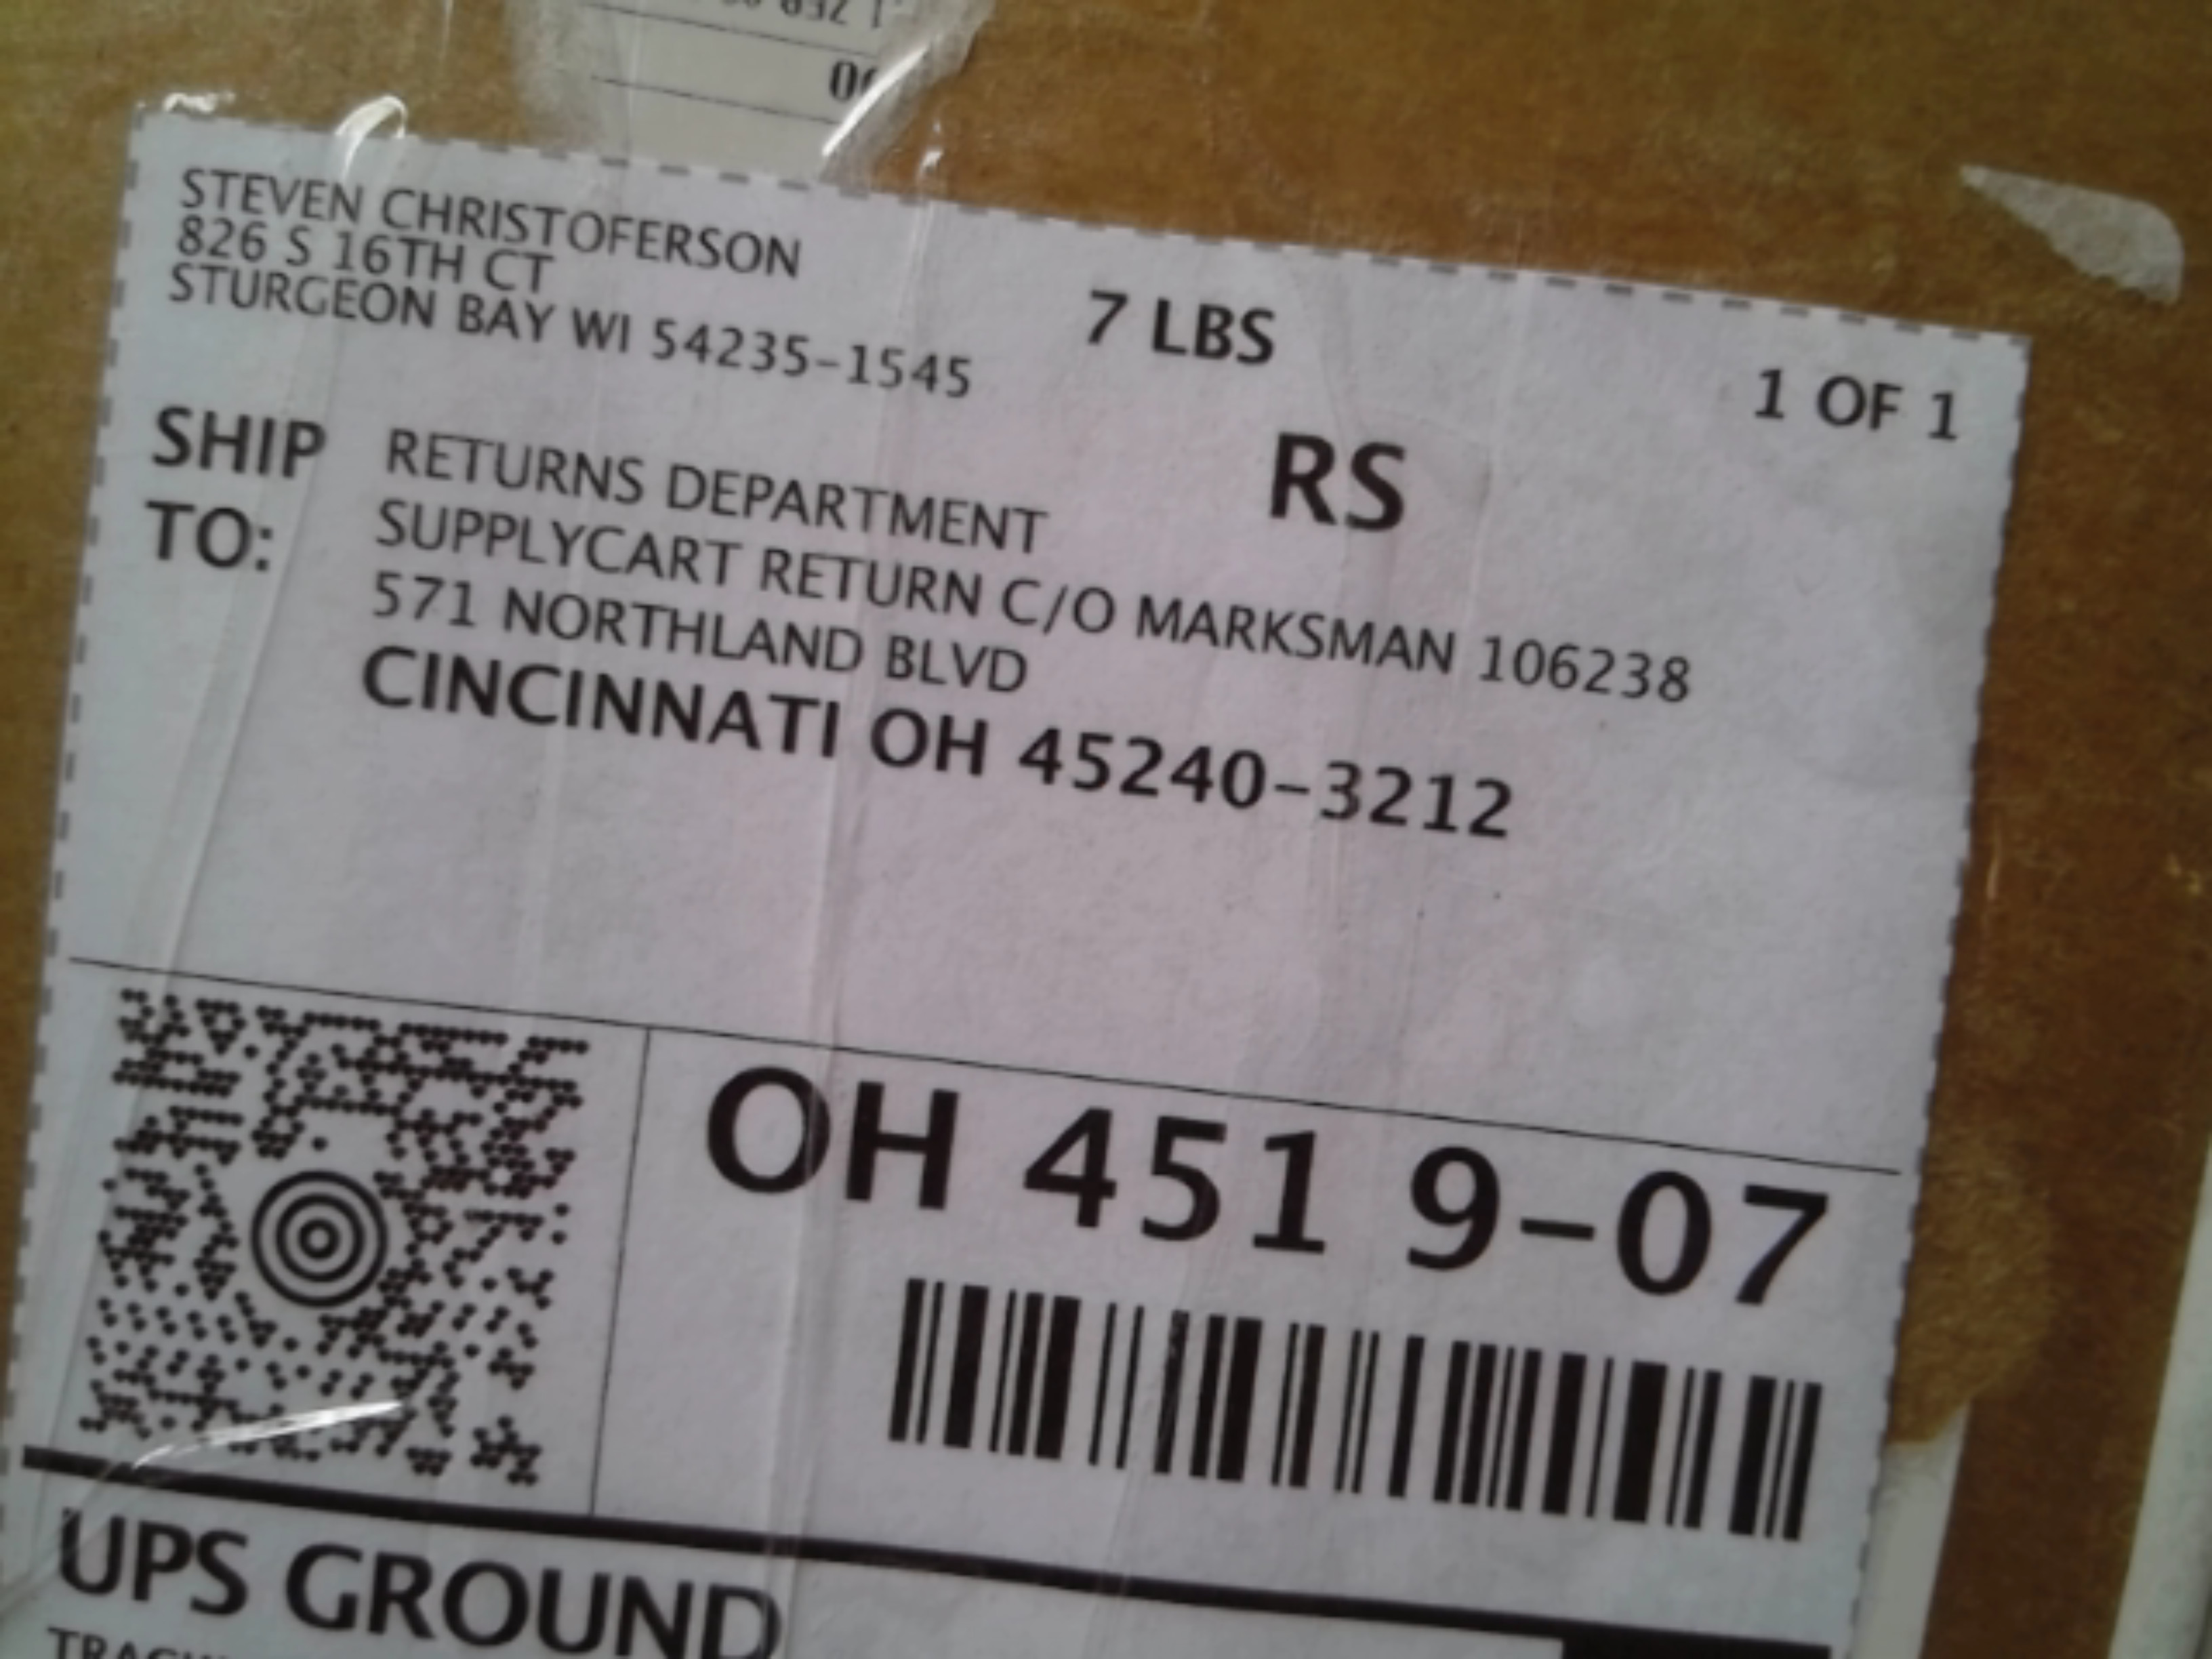 STEVEN CHRISTOFERSON
826 S 16TH CT
STURGEON BAY WI 54235-1545
7 LBS
1 OF 1
RS
SHIP TO:
RETURNS DEPARTMENT
SUPPLYCART RETURN C/O MARKSMAN 106238
571 NORTHLAND BLVD
CINCINNATI OH 45240-3212
OH 451 9-07
UPS GROUND